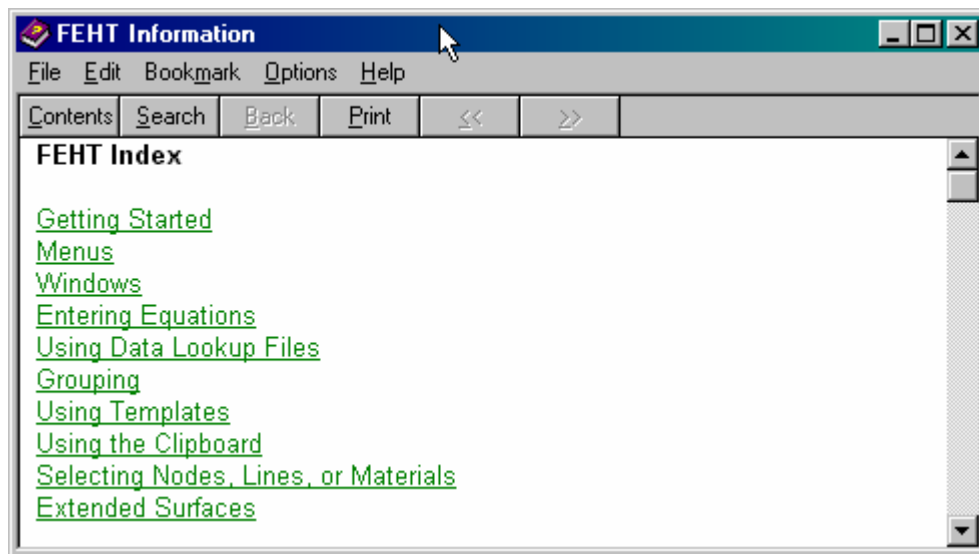 FEHT Information
File Edit Bookmark Options Help
Contents Search Back Print << >>
FEHT Index
Getting Started
Menus
Windows
Entering Equations
Using Data Lookup Files
Grouping
Using Templates
Using the Clipboard
Selecting Nodes, Lines, or Materials
Extended Surfaces